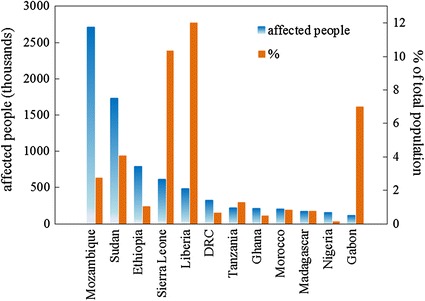 3000
2500
2000
1500
1000
500
0
affected people (thousands)
affected people
%
12
10
8
6
4
2
0
% of total population
Mozambique
Sudan
Ethiopia
Sierra Leone
Liberia
DRC
Tanzania
Ghana
Morocco
Madagascar
Nigeria
Gabon